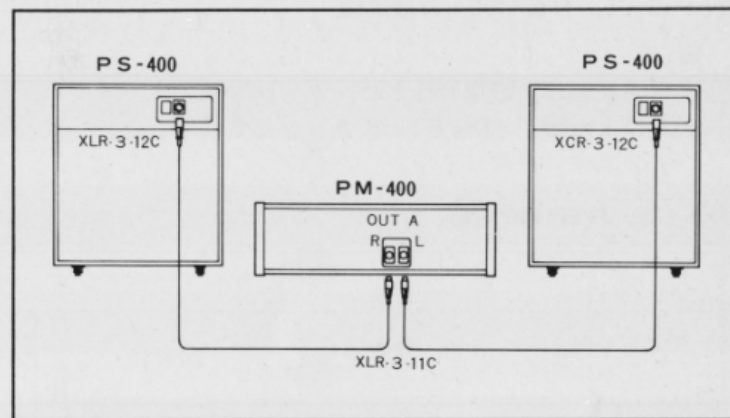 PS-400
PS-400
XLR-3-12C
XCR-3-12C
PM-400
OUT A
R L
XLR-3-11C